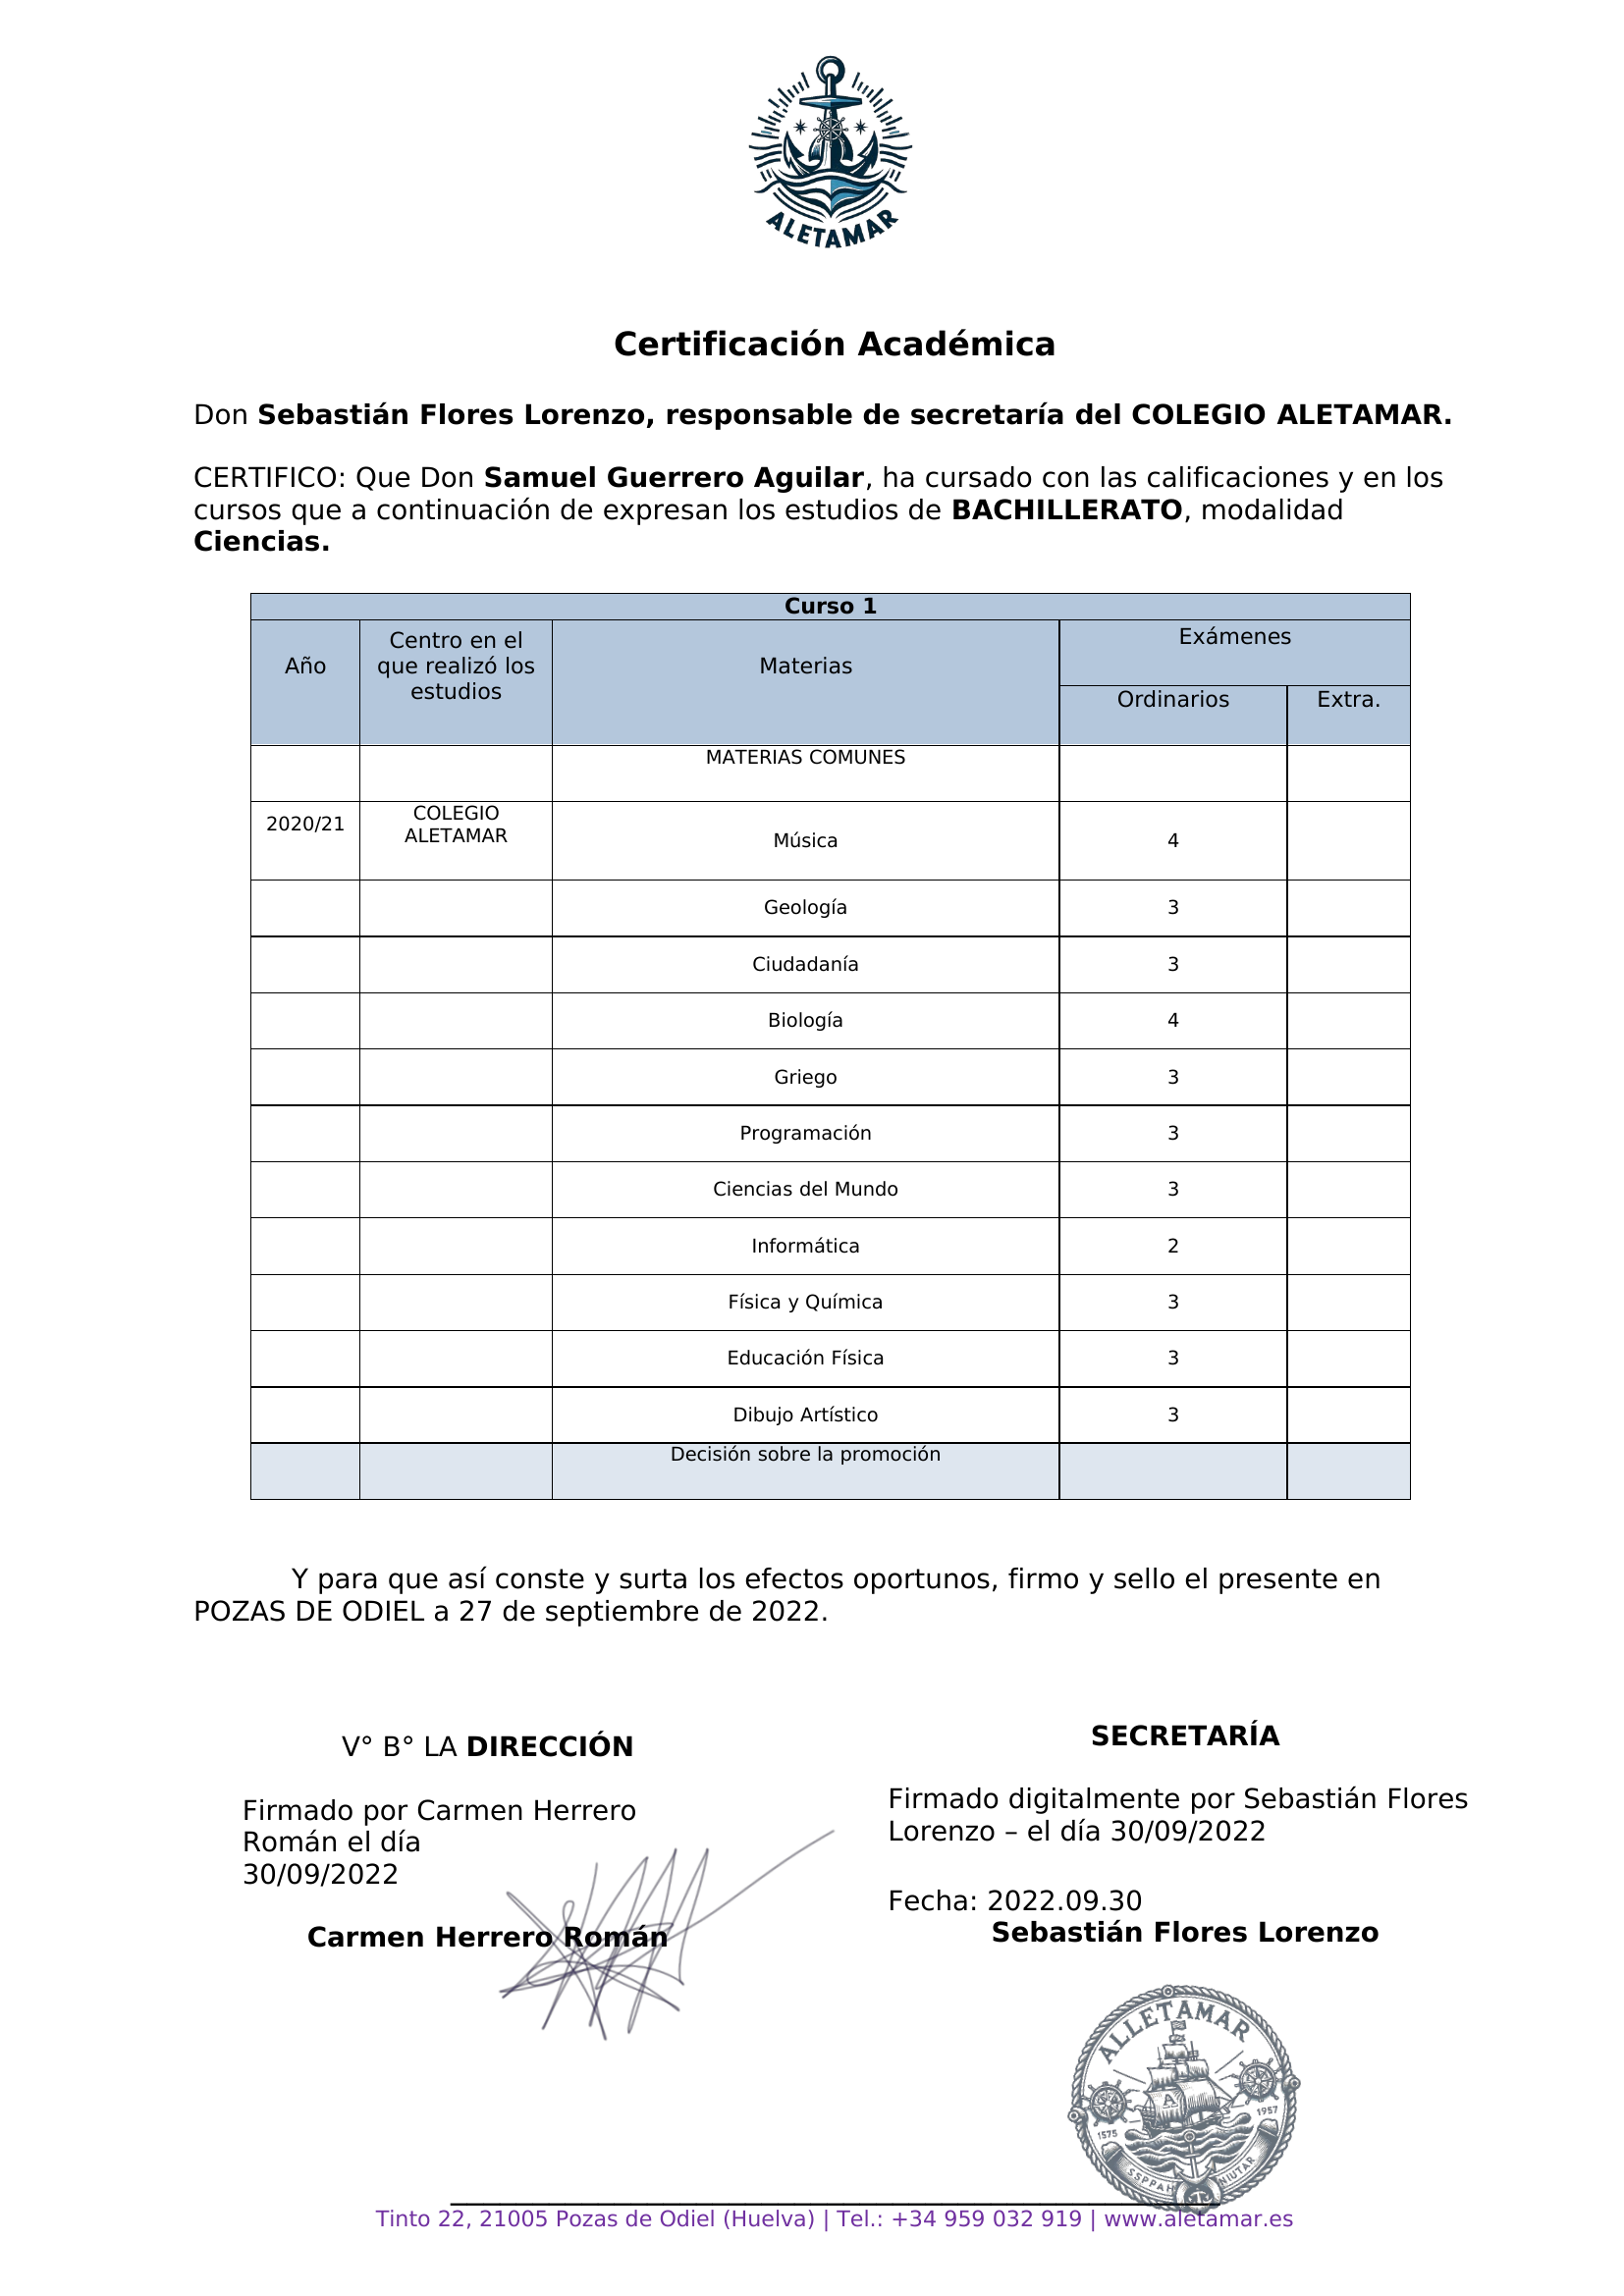 ALETAMAR
Certificación Académica
Don Sebastián Flores Lorenzo, responsable de secretaría del COLEGIO ALETAMAR.
CERTIFICO: Que Don Samuel Guerrero Aguilar, ha cursado con las calificaciones y en los
cursos que a continuación de expresan los estudios de BACHILLERATO, modalidad
Ciencias.
Curso 1
Año
Centro en el
que realizó los
estudios
Materias
Exámenes
Ordinarios
Extra.
MATERIAS COMUNES
2020/21
COLEGIO
ALETAMAR
Música
4
Geología
3
Ciudadanía
3
Biología
4
Griego
3
Programación
3
Ciencias del Mundo
3
Informática
2
Física y Química
3
Educación Física
3
Dibujo Artístico
3
Decisión sobre la promoción
Y para que así conste y surta los efectos oportunos, firmo y sello el presente en
POZAS DE ODIEL a 27 de septiembre de 2022.
V° B° LA DIRECCIÓN
Firmado por Carmen Herrero
Román el día
30/09/2022
Carmen Herrero Román
SECRETARÍA
Firmado digitalmente por Sebastián Flores
Lorenzo – el día 30/09/2022
Fecha: 2022.09.30
Sebastián Flores Lorenzo
ALLETAMAR
A
1575
1957
SSPPAH
NIUTAR
Tinto 22, 21005 Pozas de Odiel (Huelva) | Tel.: +34 959 032 919 | www.aletamar.es